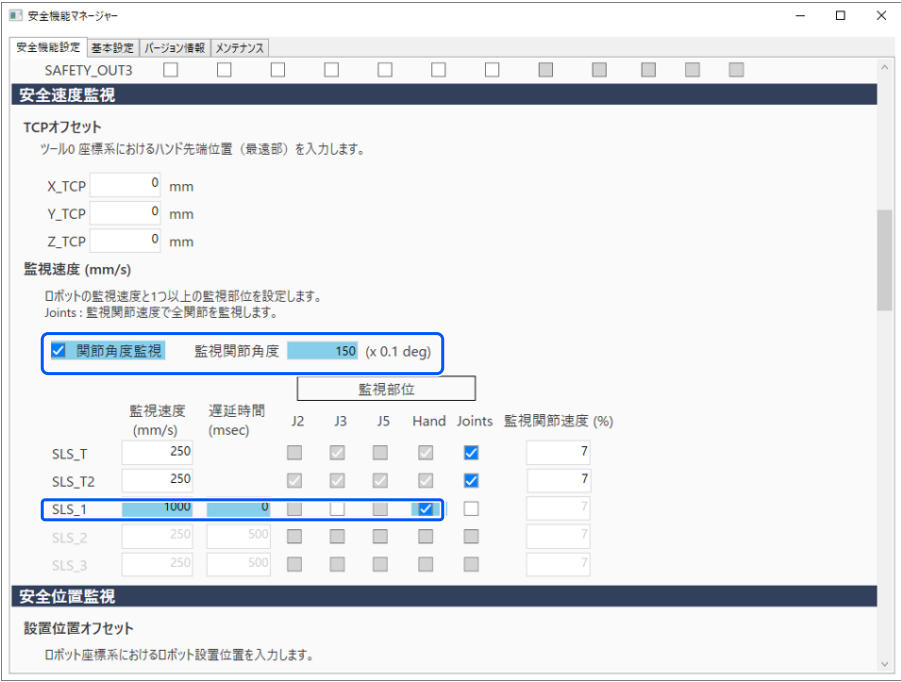 安全機能マネージャー
安全機能設定 基本設定 バージョン情報 メンテナンス
SAFETY_OUT3
安全速度監視
TCPオフセット
ツール0 座標系におけるハンド先端位置（最遠部）を入力します。
X_TCP 0 mm
Y_TCP 0 mm
Z_TCP 0 mm
監視速度 (mm/s)
ロボットの監視速度と1つ以上の監視部位を設定します。
Joints : 監視関節速度で全関節を監視します。
関節角度監視 監視関節角度 150 (x 0.1 deg)
監視部位
監視速度 (mm/s) 遅延時間 (msec) J2 J3 J5 Hand Joints 監視関節速度 (%)
SLS_T 250 7
SLS_T2 250 7
SLS_1 1000 0 7
SLS_2 250 500 7
SLS_3 250 500 7
安全位置監視
設置位置オフセット
ロボット座標系におけるロボット設置位置を入力します。